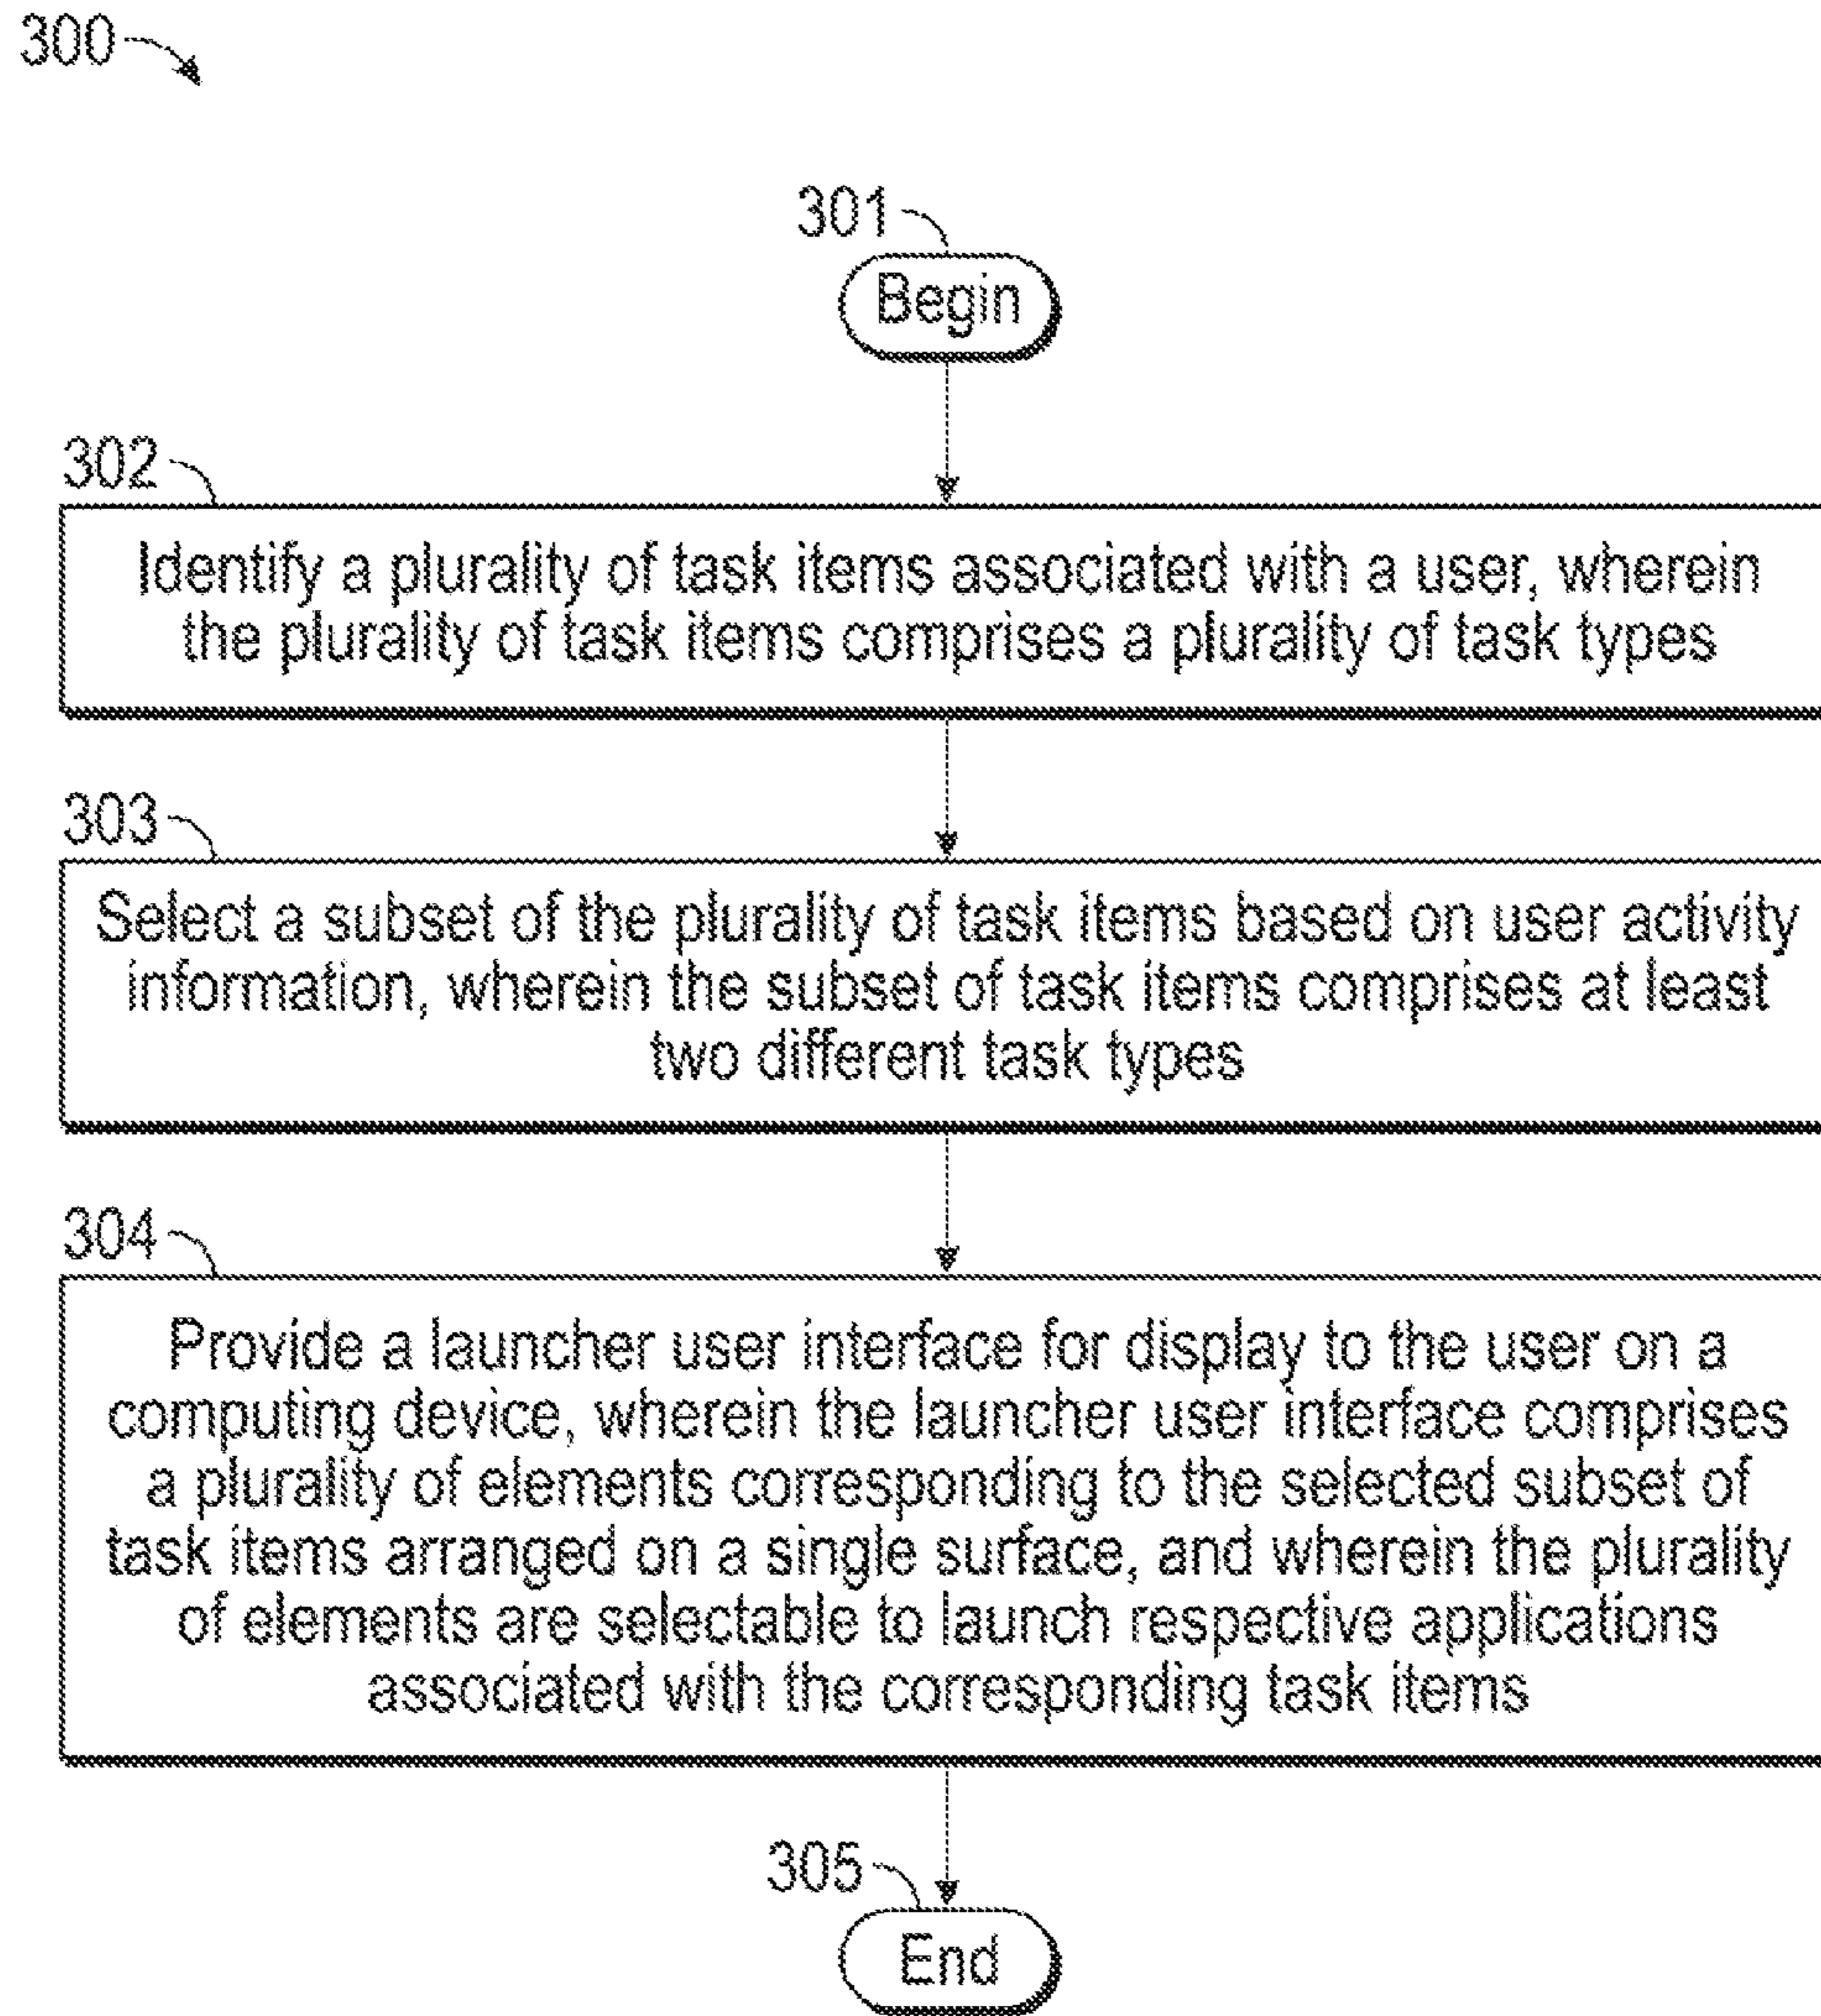 300
301
Begin
302
Identify a plurality of task items associated with a user, wherein
the plurality of task items comprises a plurality of task types
303
Select a subset of the plurality of task items based on user activity
information, wherein the subset of task items comprises at least
two different task types
304
Provide a launcher user interface for display to the user on a
computing device, wherein the launcher user interface comprises
a plurality of elements corresponding to the selected subset of
task items arranged on a single surface, and wherein the plurality
of elements are selectable to launch respective applications
associated with the corresponding task items
305
End